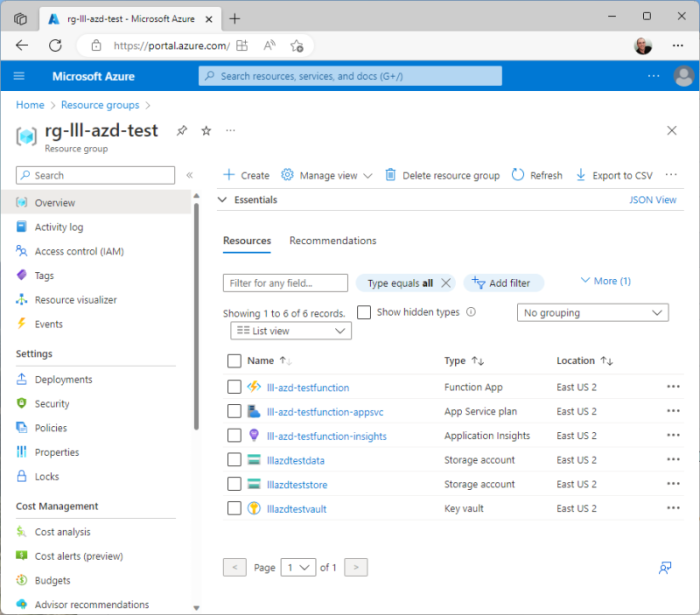 rg-lll-azd-test - Microsoft Azure
https://portal.azure.com/
Microsoft Azure
Search resources, services, and docs (G+/)
Home > Resource groups >
rg-lll-azd-test
Resource group
Search
Overview
Activity log
Access control (IAM)
Tags
Resource visualizer
Events
Settings
Deployments
Security
Policies
Properties
Locks
Cost Management
Cost analysis
Cost alerts (preview)
Budgets
Advisor recommendations
Create Manage view Delete resource group Refresh Export to CSV
Essentials JSON View
Resources Recommendations
Filter for any field... Type equals all Add filter More (1)
Showing 1 to 6 of 6 records. Show hidden types No grouping
List view
Name Type Location
lll-azd-testfunction Function App East US 2
lll-azd-testfunction-appsvc App Service plan East US 2
lll-azd-testfunction-insights Application Insights East US 2
lllazdtestdata Storage account East US 2
lllazdteststore Storage account East US 2
lllazdtestvault Key vault East US 2
< Page 1 of 1 >